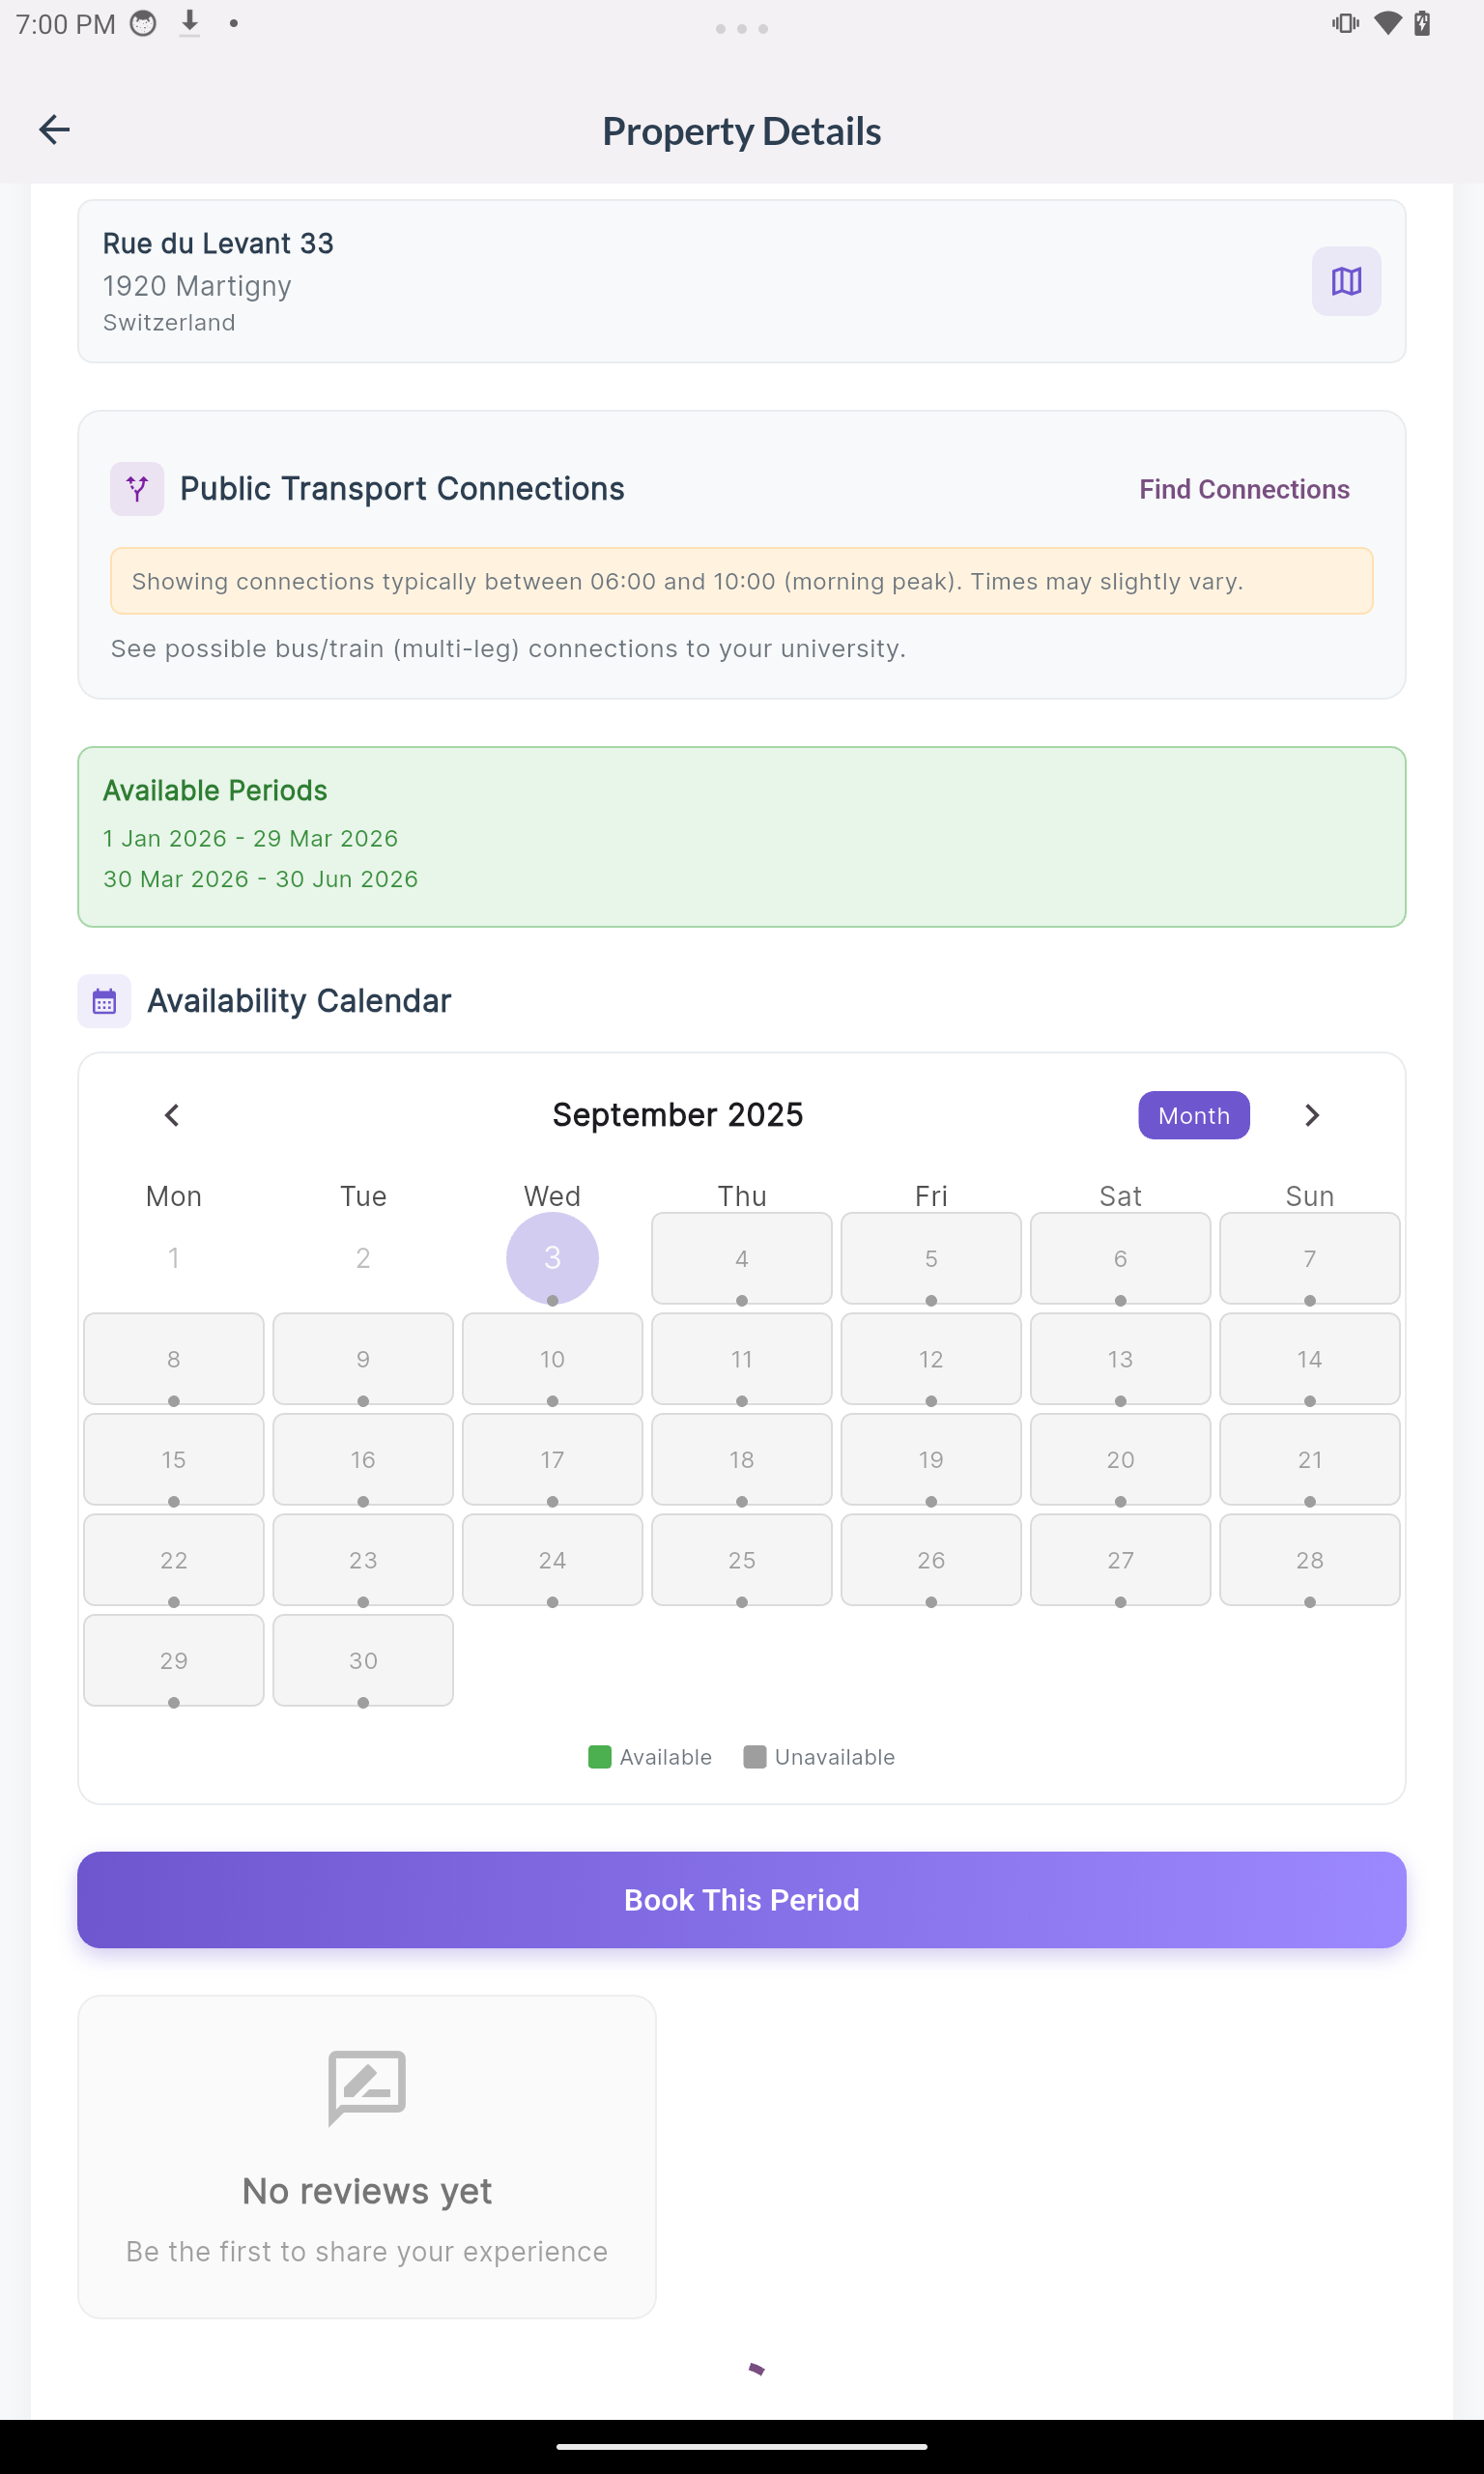 7:00 PM
Property Details
Rue du Levant 33
1920 Martigny
Switzerland
Public Transport Connections
Find Connections
Showing connections typically between 06:00 and 10:00 (morning peak). Times may slightly vary.
See possible bus/train (multi-leg) connections to your university.
Available Periods
1 Jan 2026 - 29 Mar 2026
30 Mar 2026 - 30 Jun 2026
Availability Calendar
September 2025 Month
Mon Tue Wed Thu Fri Sat Sun
1 2 3 4 5 6 7
8 9 10 11 12 13 14
15 16 17 18 19 20 21
22 23 24 25 26 27 28
29 30
Available Unavailable
Book This Period
No reviews yet
Be the first to share your experience